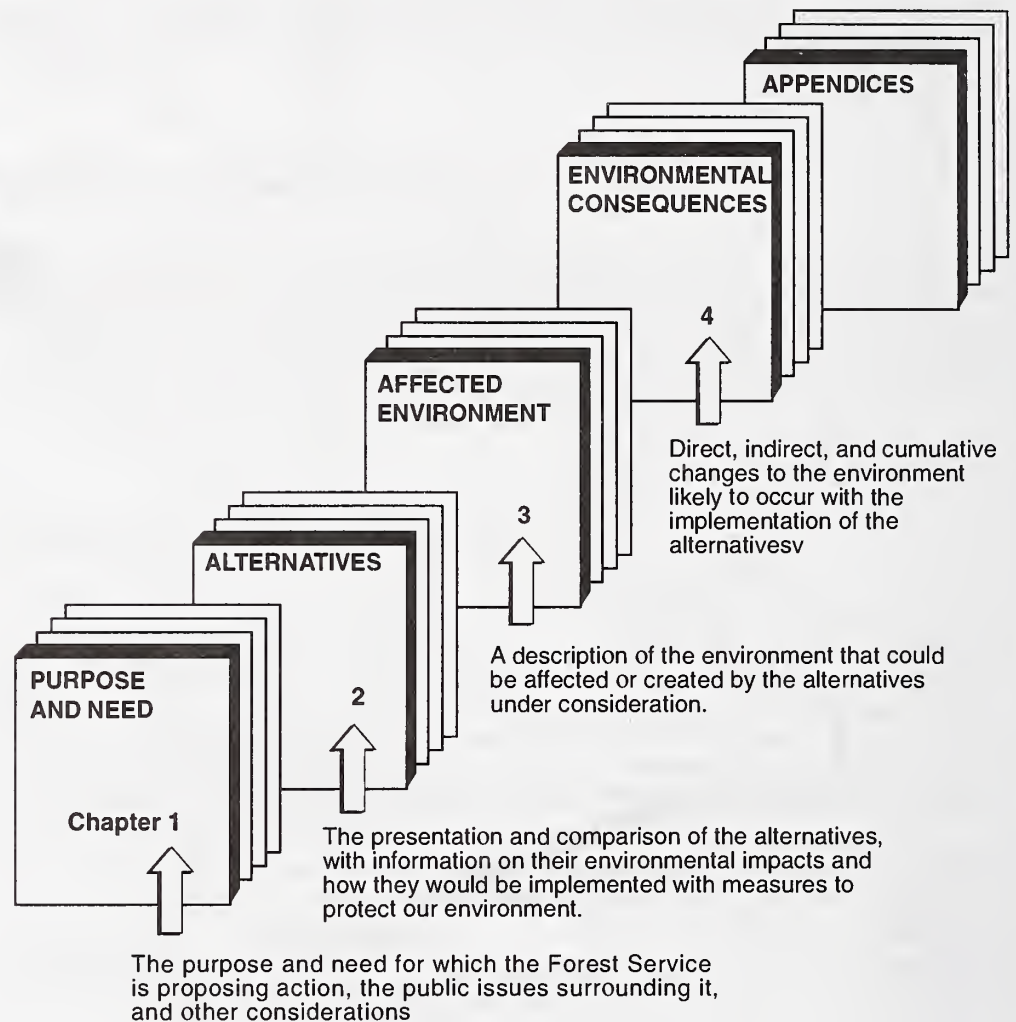 APPENDICES
ENVIRONMENTAL
CONSEQUENCES
4
Direct, indirect, and cumulative
changes to the environment
likely to occur with the
implementation of the
alternativesv
AFFECTED
ENVIRONMENT
3
A description of the environment that could
be affected or created by the alternatives
under consideration.
ALTERNATIVES
2
The presentation and comparison of the alternatives,
with information on their environmental impacts and
how they would be implemented with measures to
protect our environment.
PURPOSE
AND NEED
Chapter 1
The purpose and need for which the Forest Service
is proposing action, the public issues surrounding it,
and other considerations